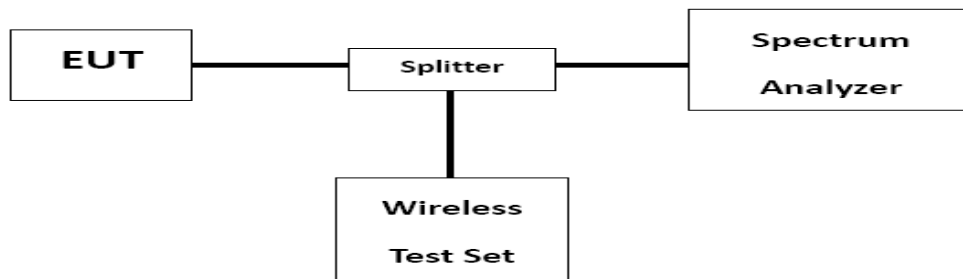 EUT
Splitter
Spectrum
Analyzer
Wireless
Test Set